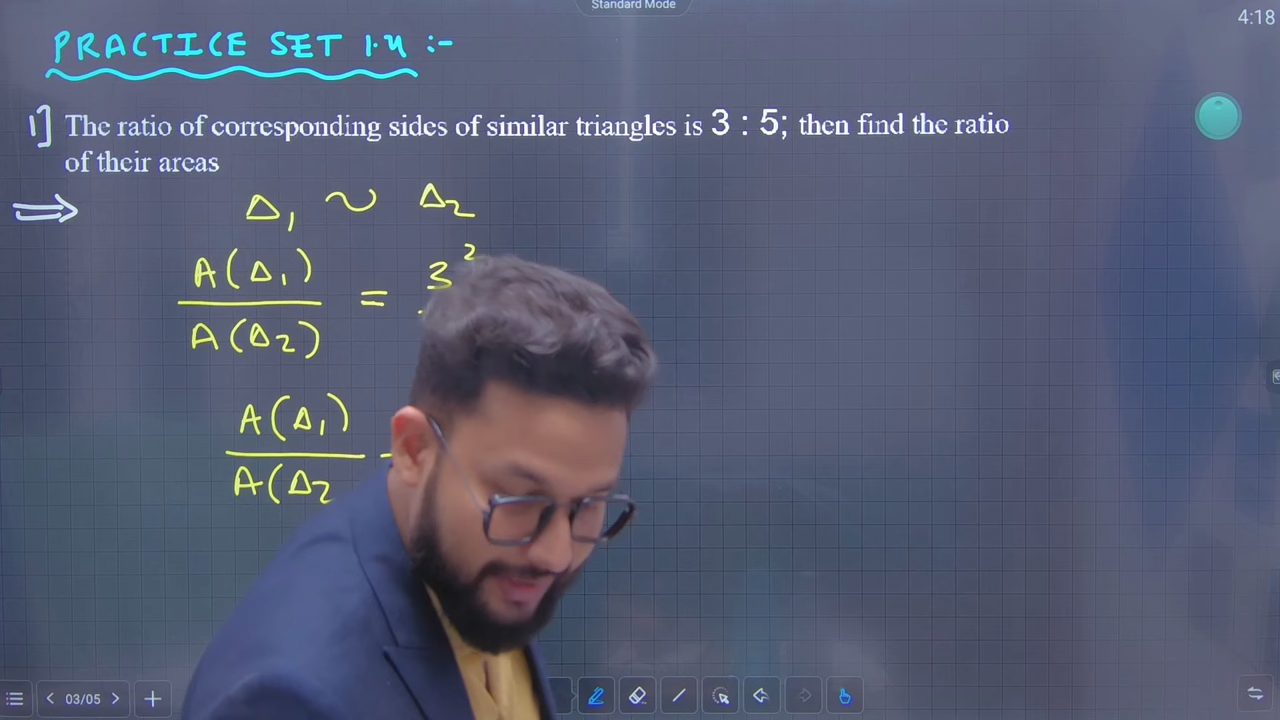 Standard Mode
4:18
PRACTICE SET 1.4 :-
1] The ratio of corresponding sides of similar triangles is 3 : 5; then find the ratio
of their areas
⇒ Δ₁ ~ Δ₂
A(Δ₁) = 3²
A(Δ₂)
A(Δ₁)
A(Δ₂
03/05